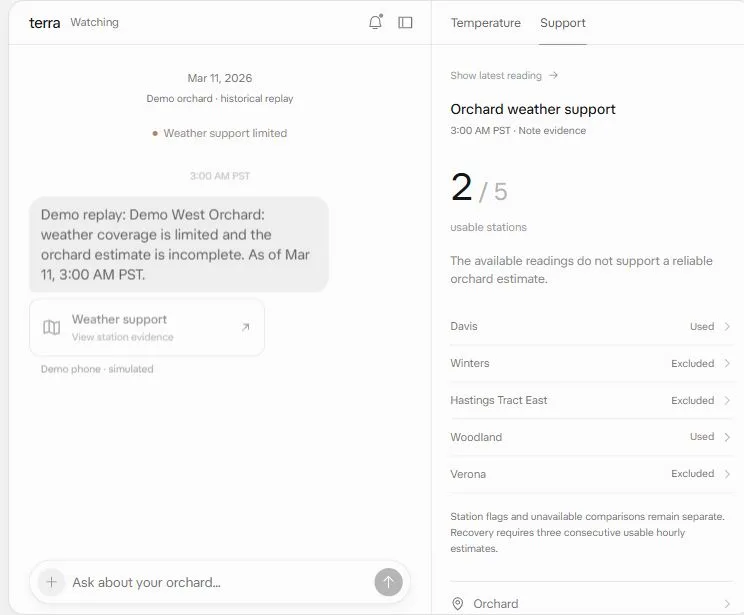 terra Watching
Mar 11, 2026
Demo orchard · historical replay
Weather support limited
3:00 AM PST
Demo replay: Demo West Orchard:
weather coverage is limited and the
orchard estimate is incomplete. As of Mar
11, 3:00 AM PST.
Weather support
View station evidence
Demo phone · simulated
Ask about your orchard...
Temperature Support
Show latest reading →
Orchard weather support
3:00 AM PST · Note evidence
2 / 5
usable stations
The available readings do not support a reliable
orchard estimate.
Davis Used
Winters Excluded
Hastings Tract East Excluded
Woodland Used
Verona Excluded
Station flags and unavailable comparisons remain separate.
Recovery requires three consecutive usable hourly
estimates.
Orchard